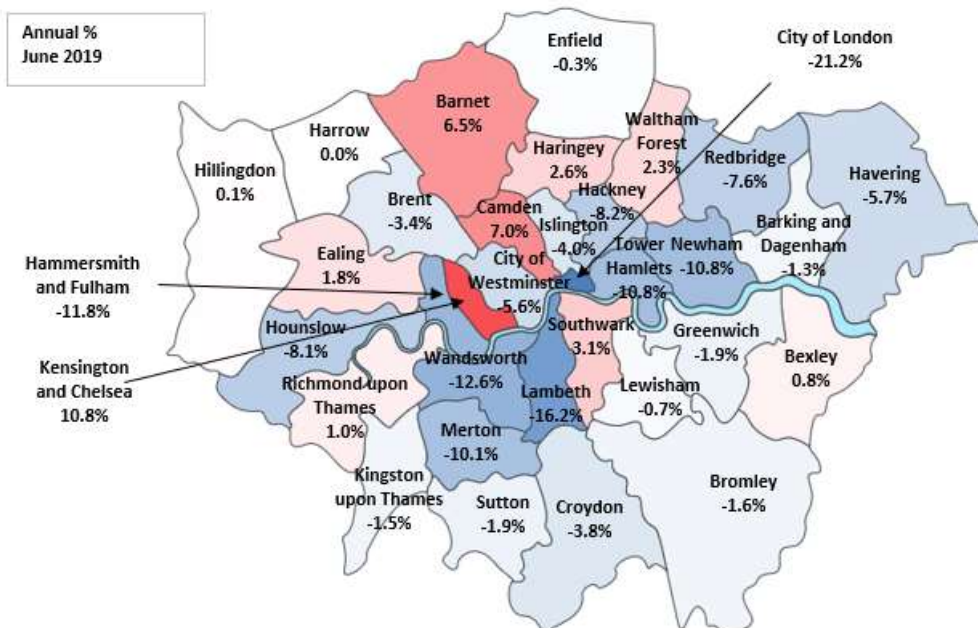 Annual %
June 2019
Enfield
-0.3%
City of London
-21.2%
Barnet
6.5%
Harrow
0.0%
Hillingdon
0.1%
Haringey
2.6%
Waltham
Forest
2.3%
Redbridge
-7.6%
Havering
-5.7%
Brent
-3.4%
Camden
7.0%
Islington
-4.0%
Hackney
-8.2%
Barking and
Dagenham
-1.3%
Ealing
1.8%
City of
Westminster
-5.6%
Tower
Hamlets
-10.8%
Newham
-10.8%
Hammersmith
and Fulham
-11.8%
Hounslow
-8.1%
Southwark
3.1%
Greenwich
-1.9%
Bexley
0.8%
Kensington
and Chelsea
10.8%
Richmond upon
Thames
1.0%
Wandsworth
-12.6%
Lambeth
-16.2%
Lewisham
-0.7%
Merton
-10.1%
Kingston
upon Thames
-1.5%
Sutton
-1.9%
Croydon
-3.8%
Bromley
-1.6%